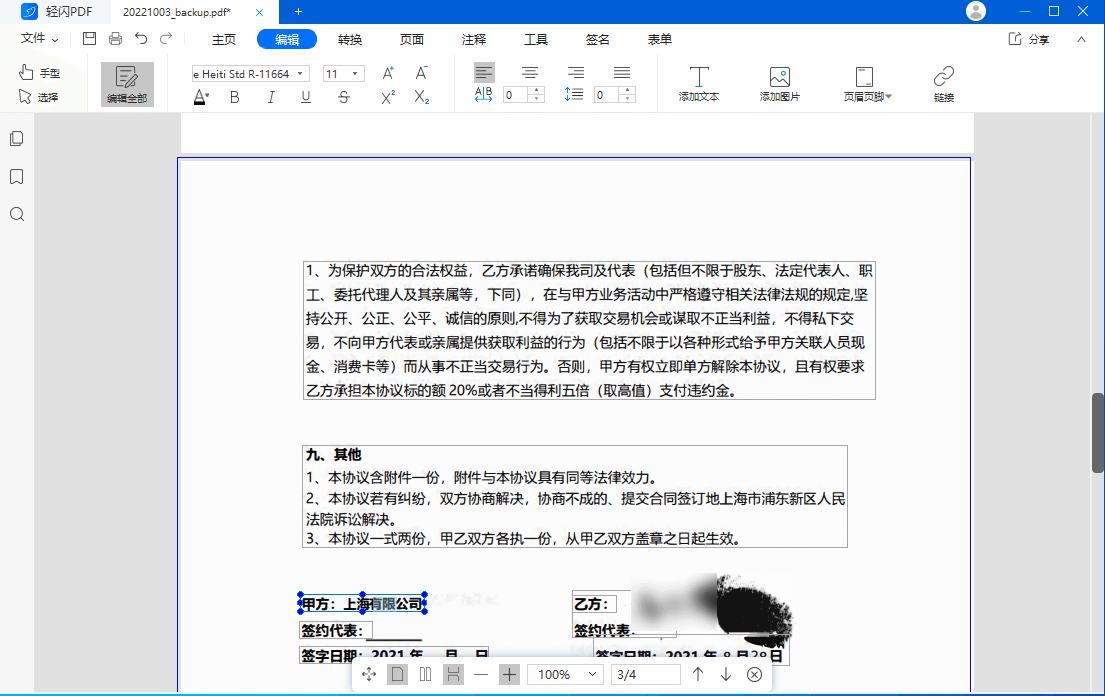 轻闪PDF
20221003_backup.pdf*
文件
主页
编辑
转换
页面
注释
工具
签名
表单
分享
手型
选择
编辑全部
e Heiti Std R-11664
11
A+
A-
A
B
I
U
S
X²
X₂
A|B
0
0
添加文本
添加图片
页眉页脚
链接
1、为保护双方的合法权益，乙方承诺确保我司及代表（包括但不限于股东、法定代表人、职
工、委托代理人及其亲属等，下同），在与甲方业务活动中严格遵守相关法律法规的规定,坚
持公开、公正、公平、诚信的原则,不得为了获取交易机会或谋取不正当利益，不得私下交
易，不向甲方代表或亲属提供获取利益的行为（包括不限于以各种形式给予甲方关联人员现
金、消费卡等）而从事不正当交易行为。否则，甲方有权立即单方解除本协议，且有权要求
乙方承担本协议标的额 20%或者不当得利五倍（取高值）支付违约金。
九、其他
1、本协议含附件一份，附件与本协议具有同等法律效力。
2、本协议若有纠纷，双方协商解决，协商不成的、提交合同签订地上海市浦东新区人民
法院诉讼解决。
3、本协议一式两份，甲乙双方各执一份，从甲乙双方盖章之日起生效。
甲方：上海有限公司
乙方：
签约代表：
签约代表：
签字日期：2021 年 月 日
签字日期：2021 年 8 月28日
100%
3/4